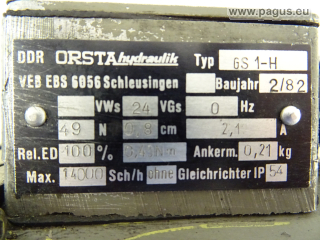 © www.pagus.eu
DDR ORSTA hydraulik Typ GS 1-H
VEB EBS 6056 Schleusingen Baujahr 2/82
VWs 24 VGs 0 Hz
49 N cm 2,1 A
Rel.ED 100 % Ankerm. 0,21 kg
Max. 14000 Sch/h ohne Gleichrichter IP 54